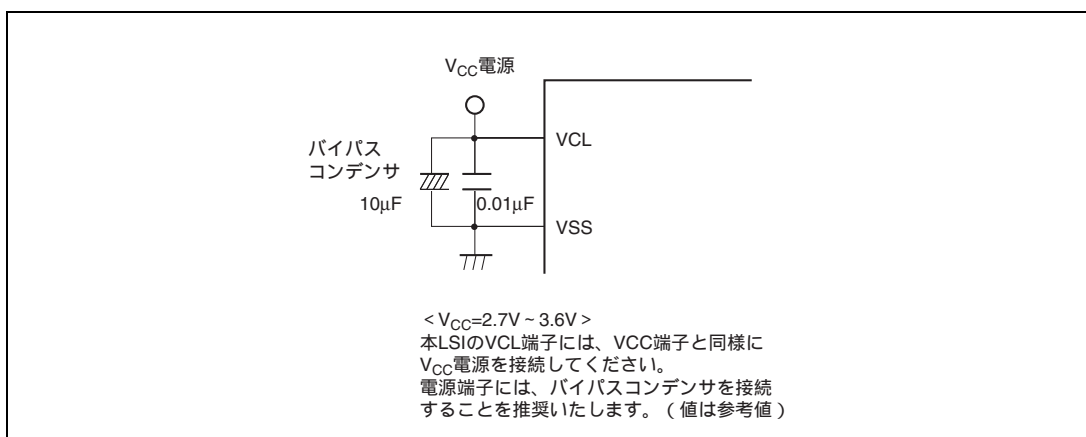 VCC電源
VCL
バイパス
コンデンサ
10μF
0.01μF
VSS
＜VCC=2.7V～3.6V＞
本LSIのVCL端子には、VCC端子と同様に
VCC電源を接続してください。
電源端子には、バイパスコンデンサを接続
することを推奨いたします。（値は参考値）